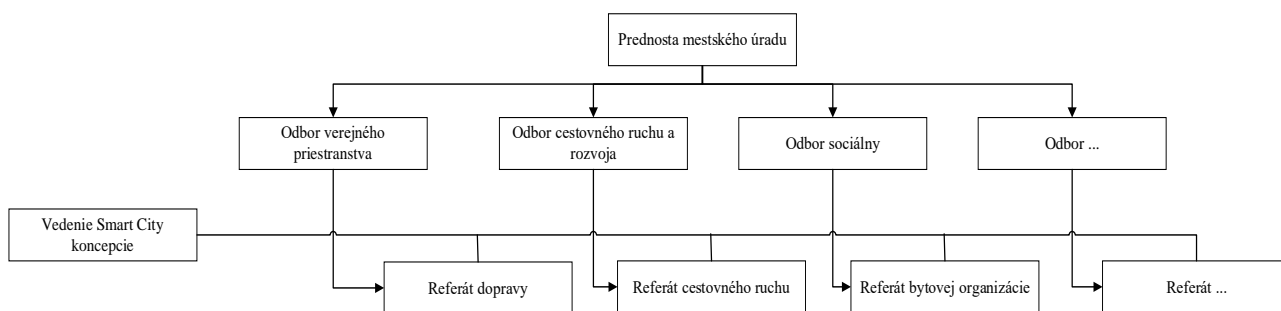 Prednosta mestského úradu
Odbor verejného
priestranstva
Odbor cestovného ruchu a
rozvoja
Odbor sociálny
Odbor ...
Vedenie Smart City
koncepcie
Referát dopravy
Referát cestovného ruchu
Referát bytovej organizácie
Referát ...